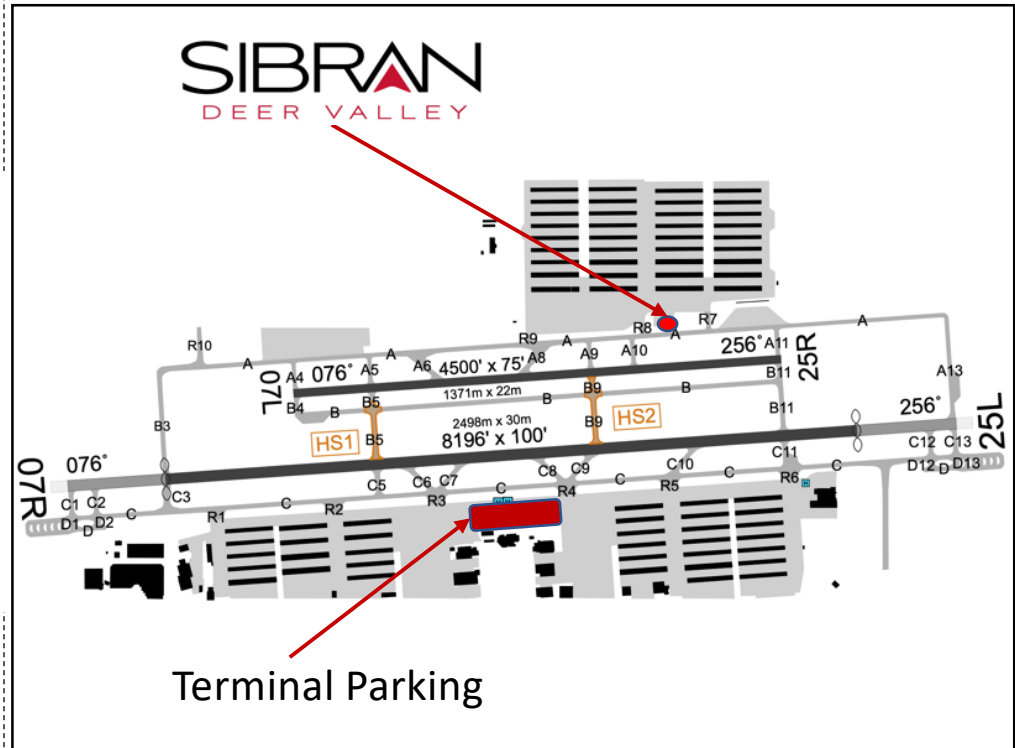 SIBRAN
DEER VALLEY
R10
R9
R8
R7
A
A
A
A
A
A4
A5
A6
A8
A9
A10
A11
A13
07L
076°
4500' x 75'
256°
25R
1371m x 22m
B4
B
B5
B
B9
B
B11
B3
HS1
B5
2498m x 30m
8196' x 100'
B9
HS2
B11
256°
25L
07R
076°
C1
C2
C3
C5
C6
C7
C8
C9
C10
C11
C12
C13
D1
D
D2
C
C
C
C
C
D12
D
D13
R1
R2
R3
R4
R5
R6
H
H
H
Terminal Parking